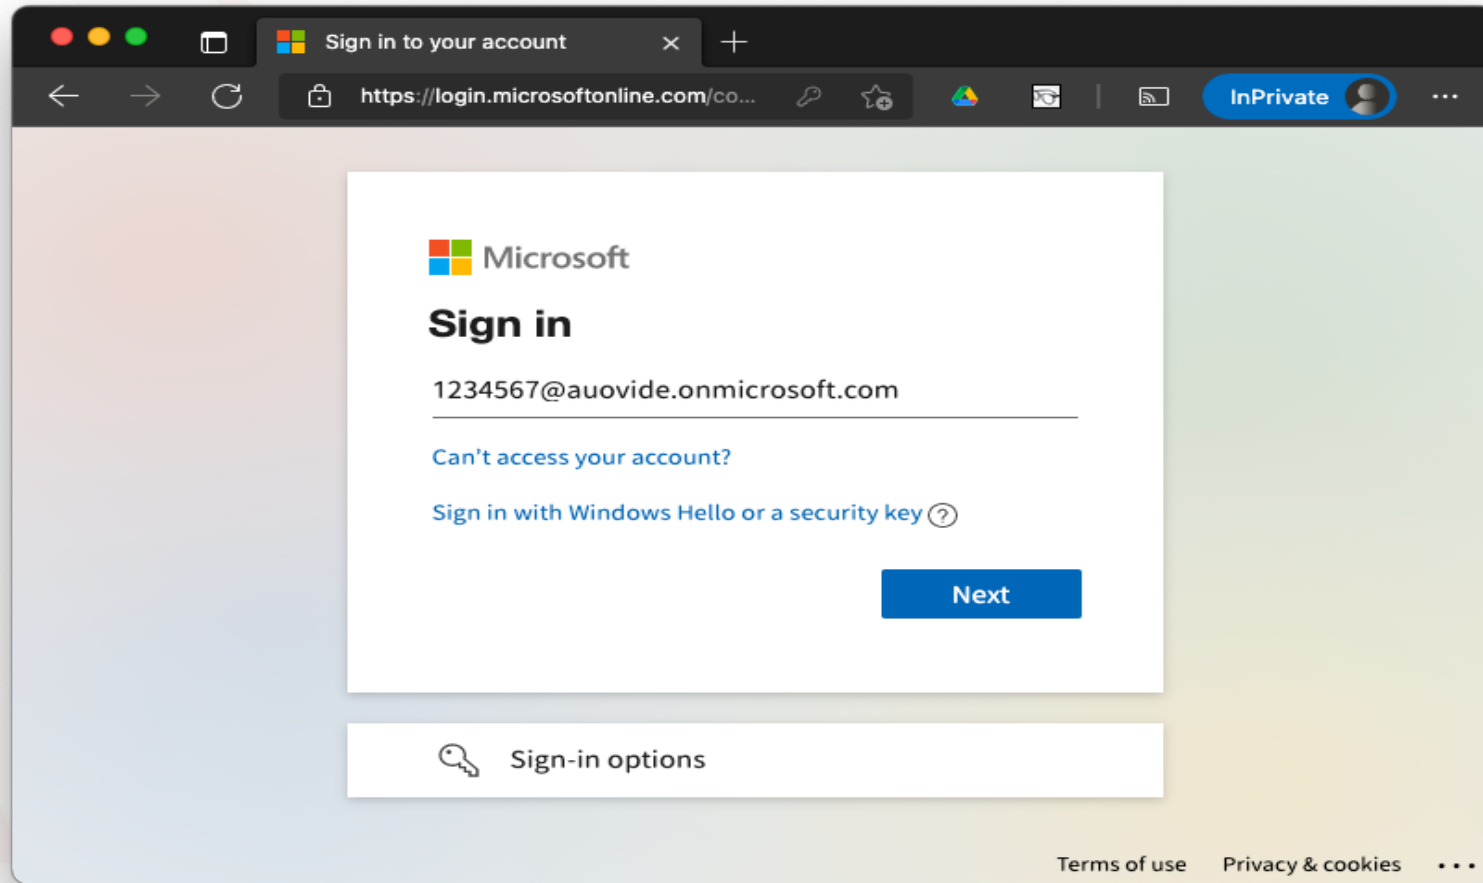 Sign in to your account
https://login.microsoftonline.com/co...
InPrivate
Microsoft
Sign in
1234567@auovide.onmicrosoft.com
Can't access your account?
Sign in with Windows Hello or a security key
Next
Sign-in options
Terms of use Privacy & cookies